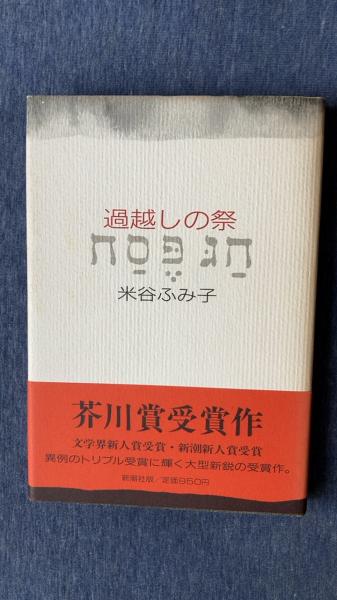 過越しの祭
חַג פֶּסַח
米谷ふみ子
芥川賞受賞作
文学界新人賞受賞・新潮新人賞受賞
異例のトリプル受賞に輝く大型新鋭の受賞作。
新潮社版/定価950円